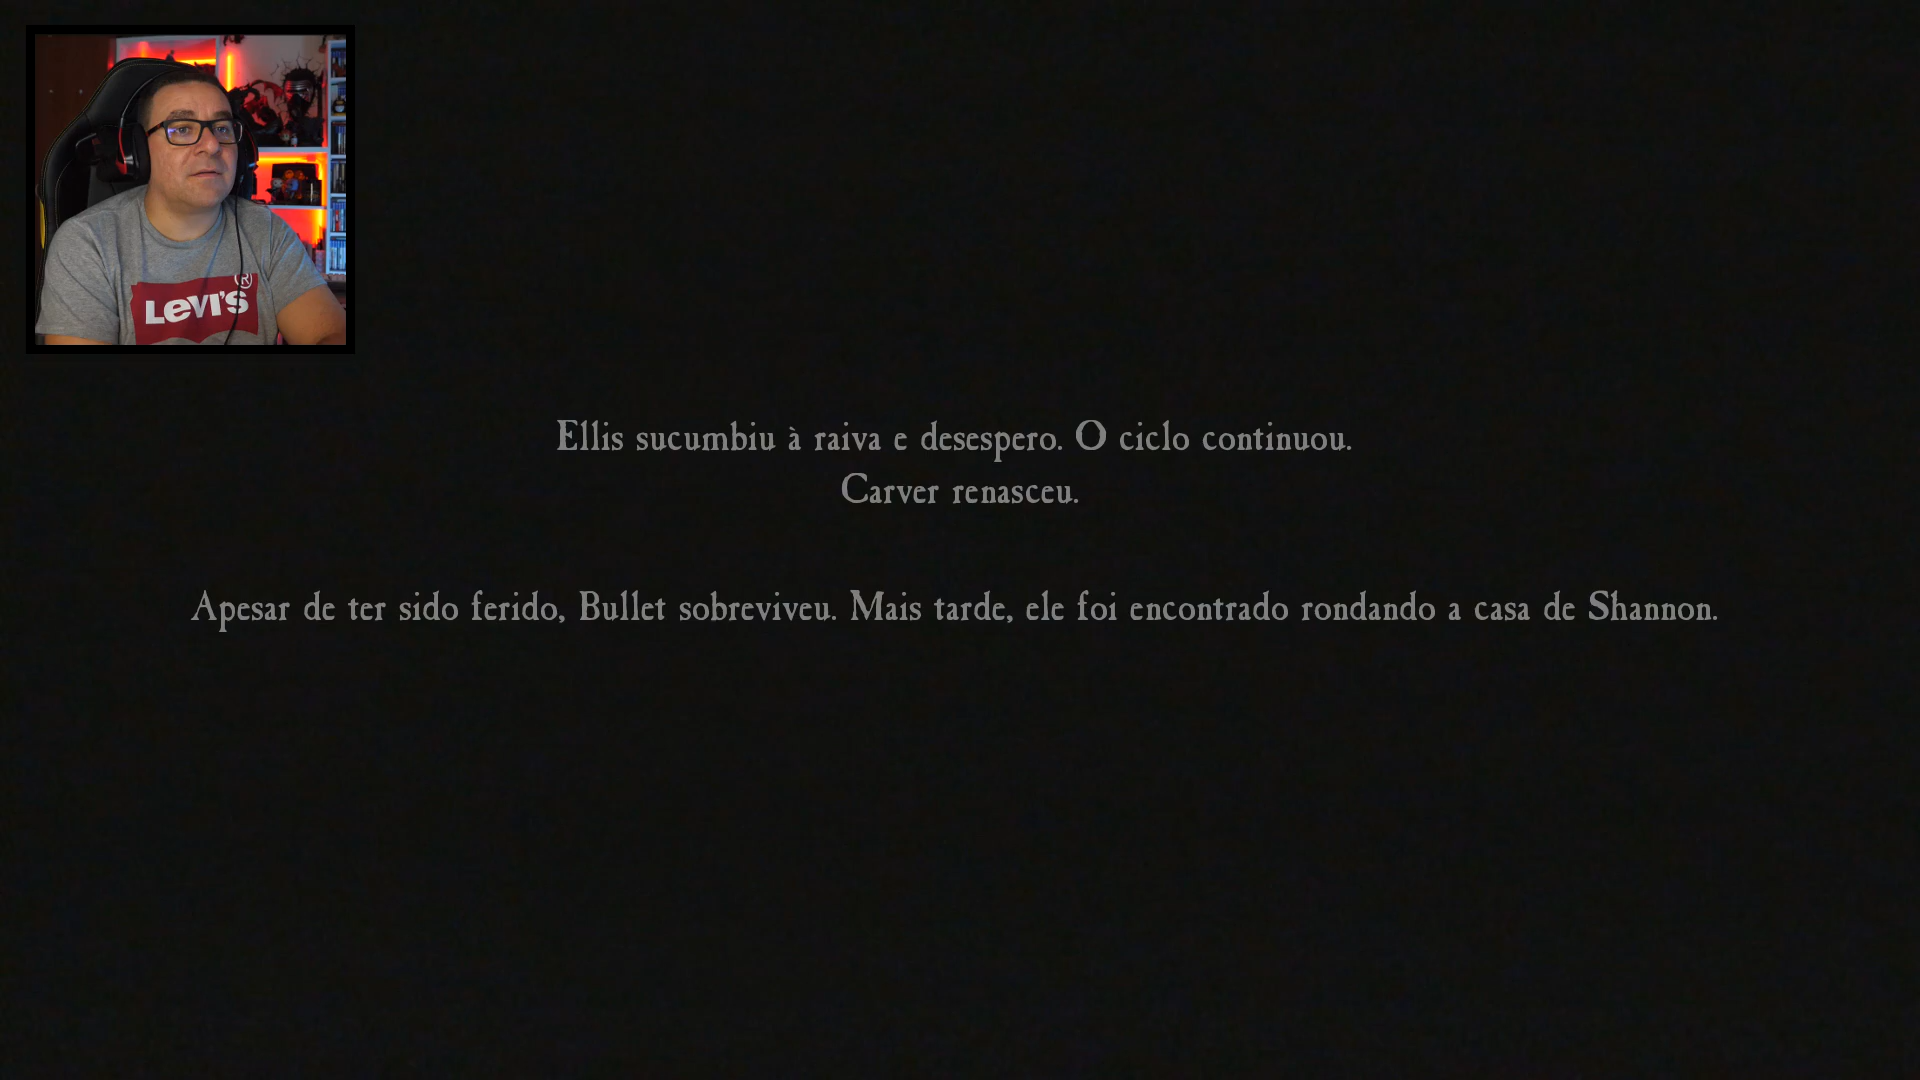 LEVI'S®
Ellis sucumbiu à raiva e desespero. O ciclo continuou.
Carver renasceu.
Apesar de ter sido ferido, Bullet sobreviveu. Mais tarde, ele foi encontrado rondando a casa de Shannon.